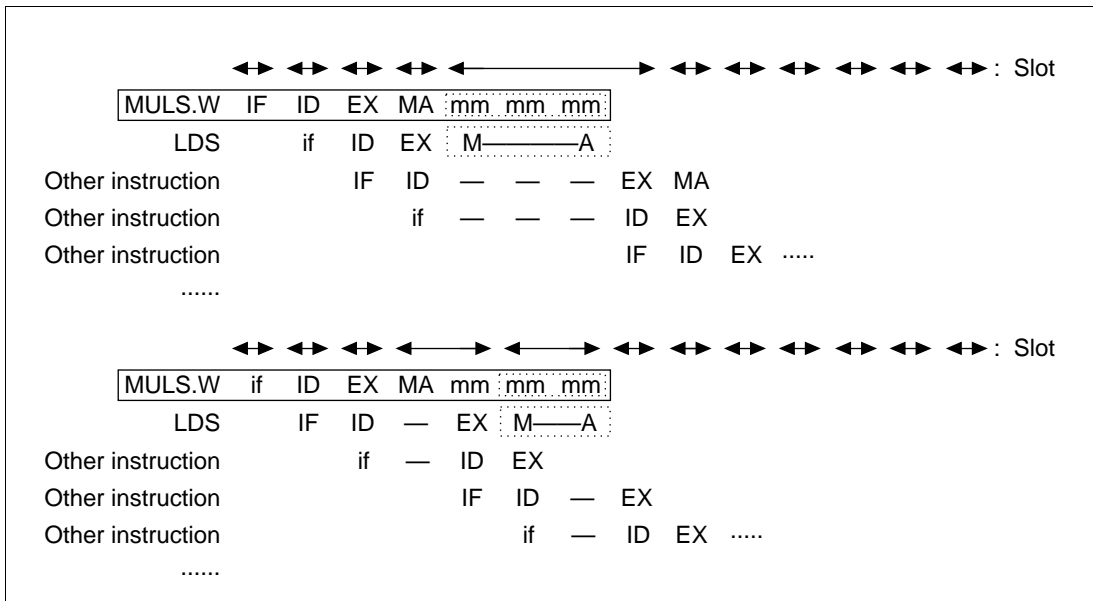 : Slot
MULS.W IF ID EX MA mm mm mm
LDS if ID EX M————A
Other instruction IF ID — — — EX MA
Other instruction if — — — ID EX
Other instruction IF ID EX .....
......
: Slot
MULS.W if ID EX MA mm mm mm
LDS IF ID — EX M——A
Other instruction if — ID EX
Other instruction IF ID — EX
Other instruction if — ID EX .....
......